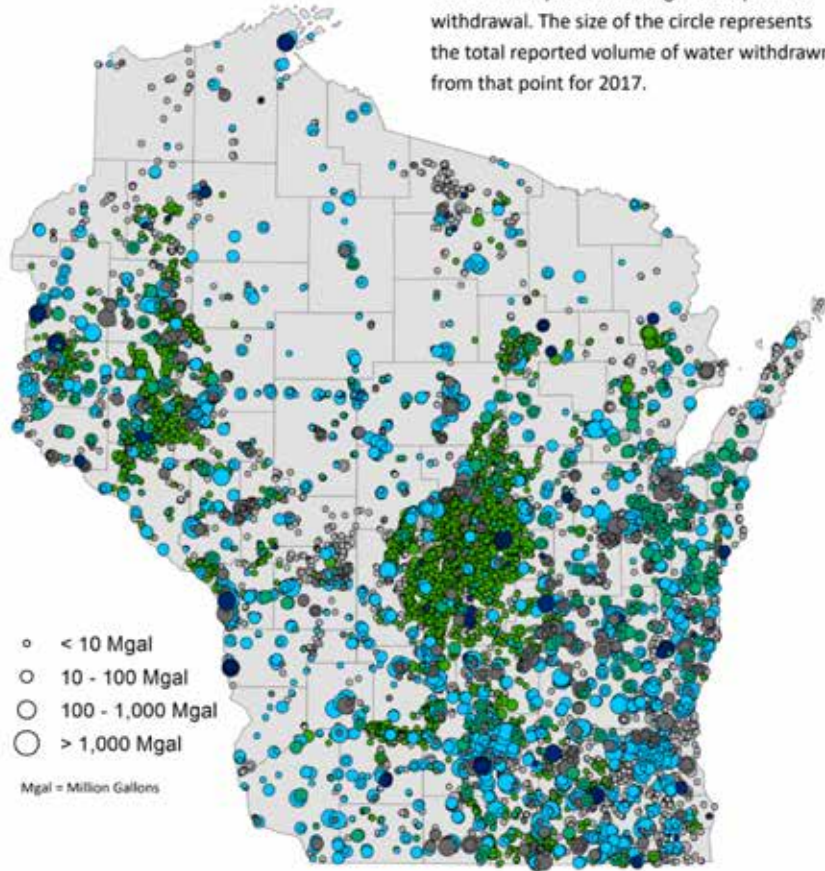 withdrawal. The size of the circle represents
the total reported volume of water withdrawn
from that point for 2017.
< 10 Mgal
10 - 100 Mgal
100 - 1,000 Mgal
> 1,000 Mgal
Mgal = Million Gallons